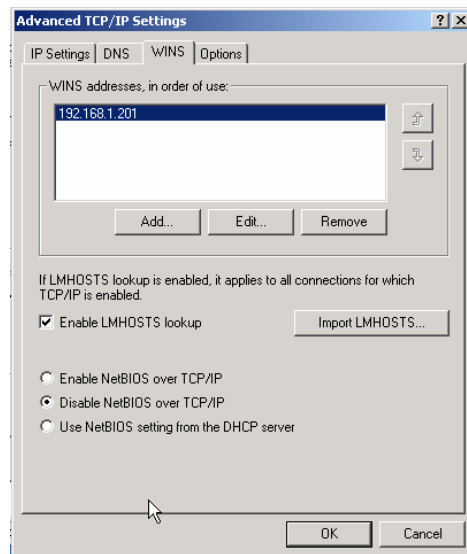 Advanced TCP/IP Settings
IP Settings DNS WINS Options
WINS addresses, in order of use:
192.168.1.201
Add... Edit... Remove
If LMHOSTS lookup is enabled, it applies to all connections for which
TCP/IP is enabled.
Enable LMHOSTS lookup Import LMHOSTS...
Enable NetBIOS over TCP/IP
Disable NetBIOS over TCP/IP
Use NetBIOS setting from the DHCP server
OK Cancel